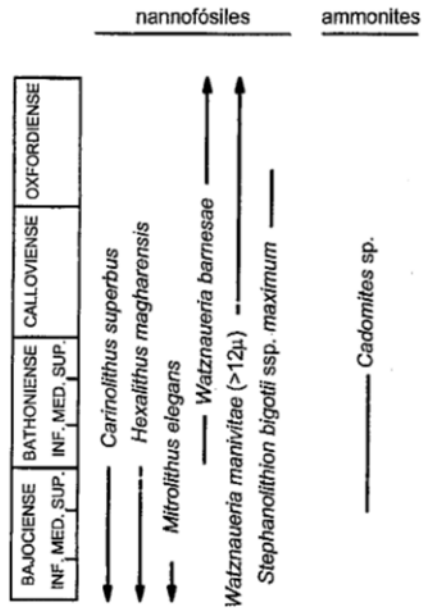 nannofósiles
ammonites
OXFORDIENSE
CALLOVIENSE
BATHONIENSE
INF. MED. SUP.
BAJOCIENSE
INF. MED. SUP.
Carinolithus superbus
Hexalithus magharensis
Mitrolithus elegans
Watznaueria barnesae
Watznaueria manivitae (>12µ)
Stephanolithion bigotii ssp. maximum
Cadomites sp.